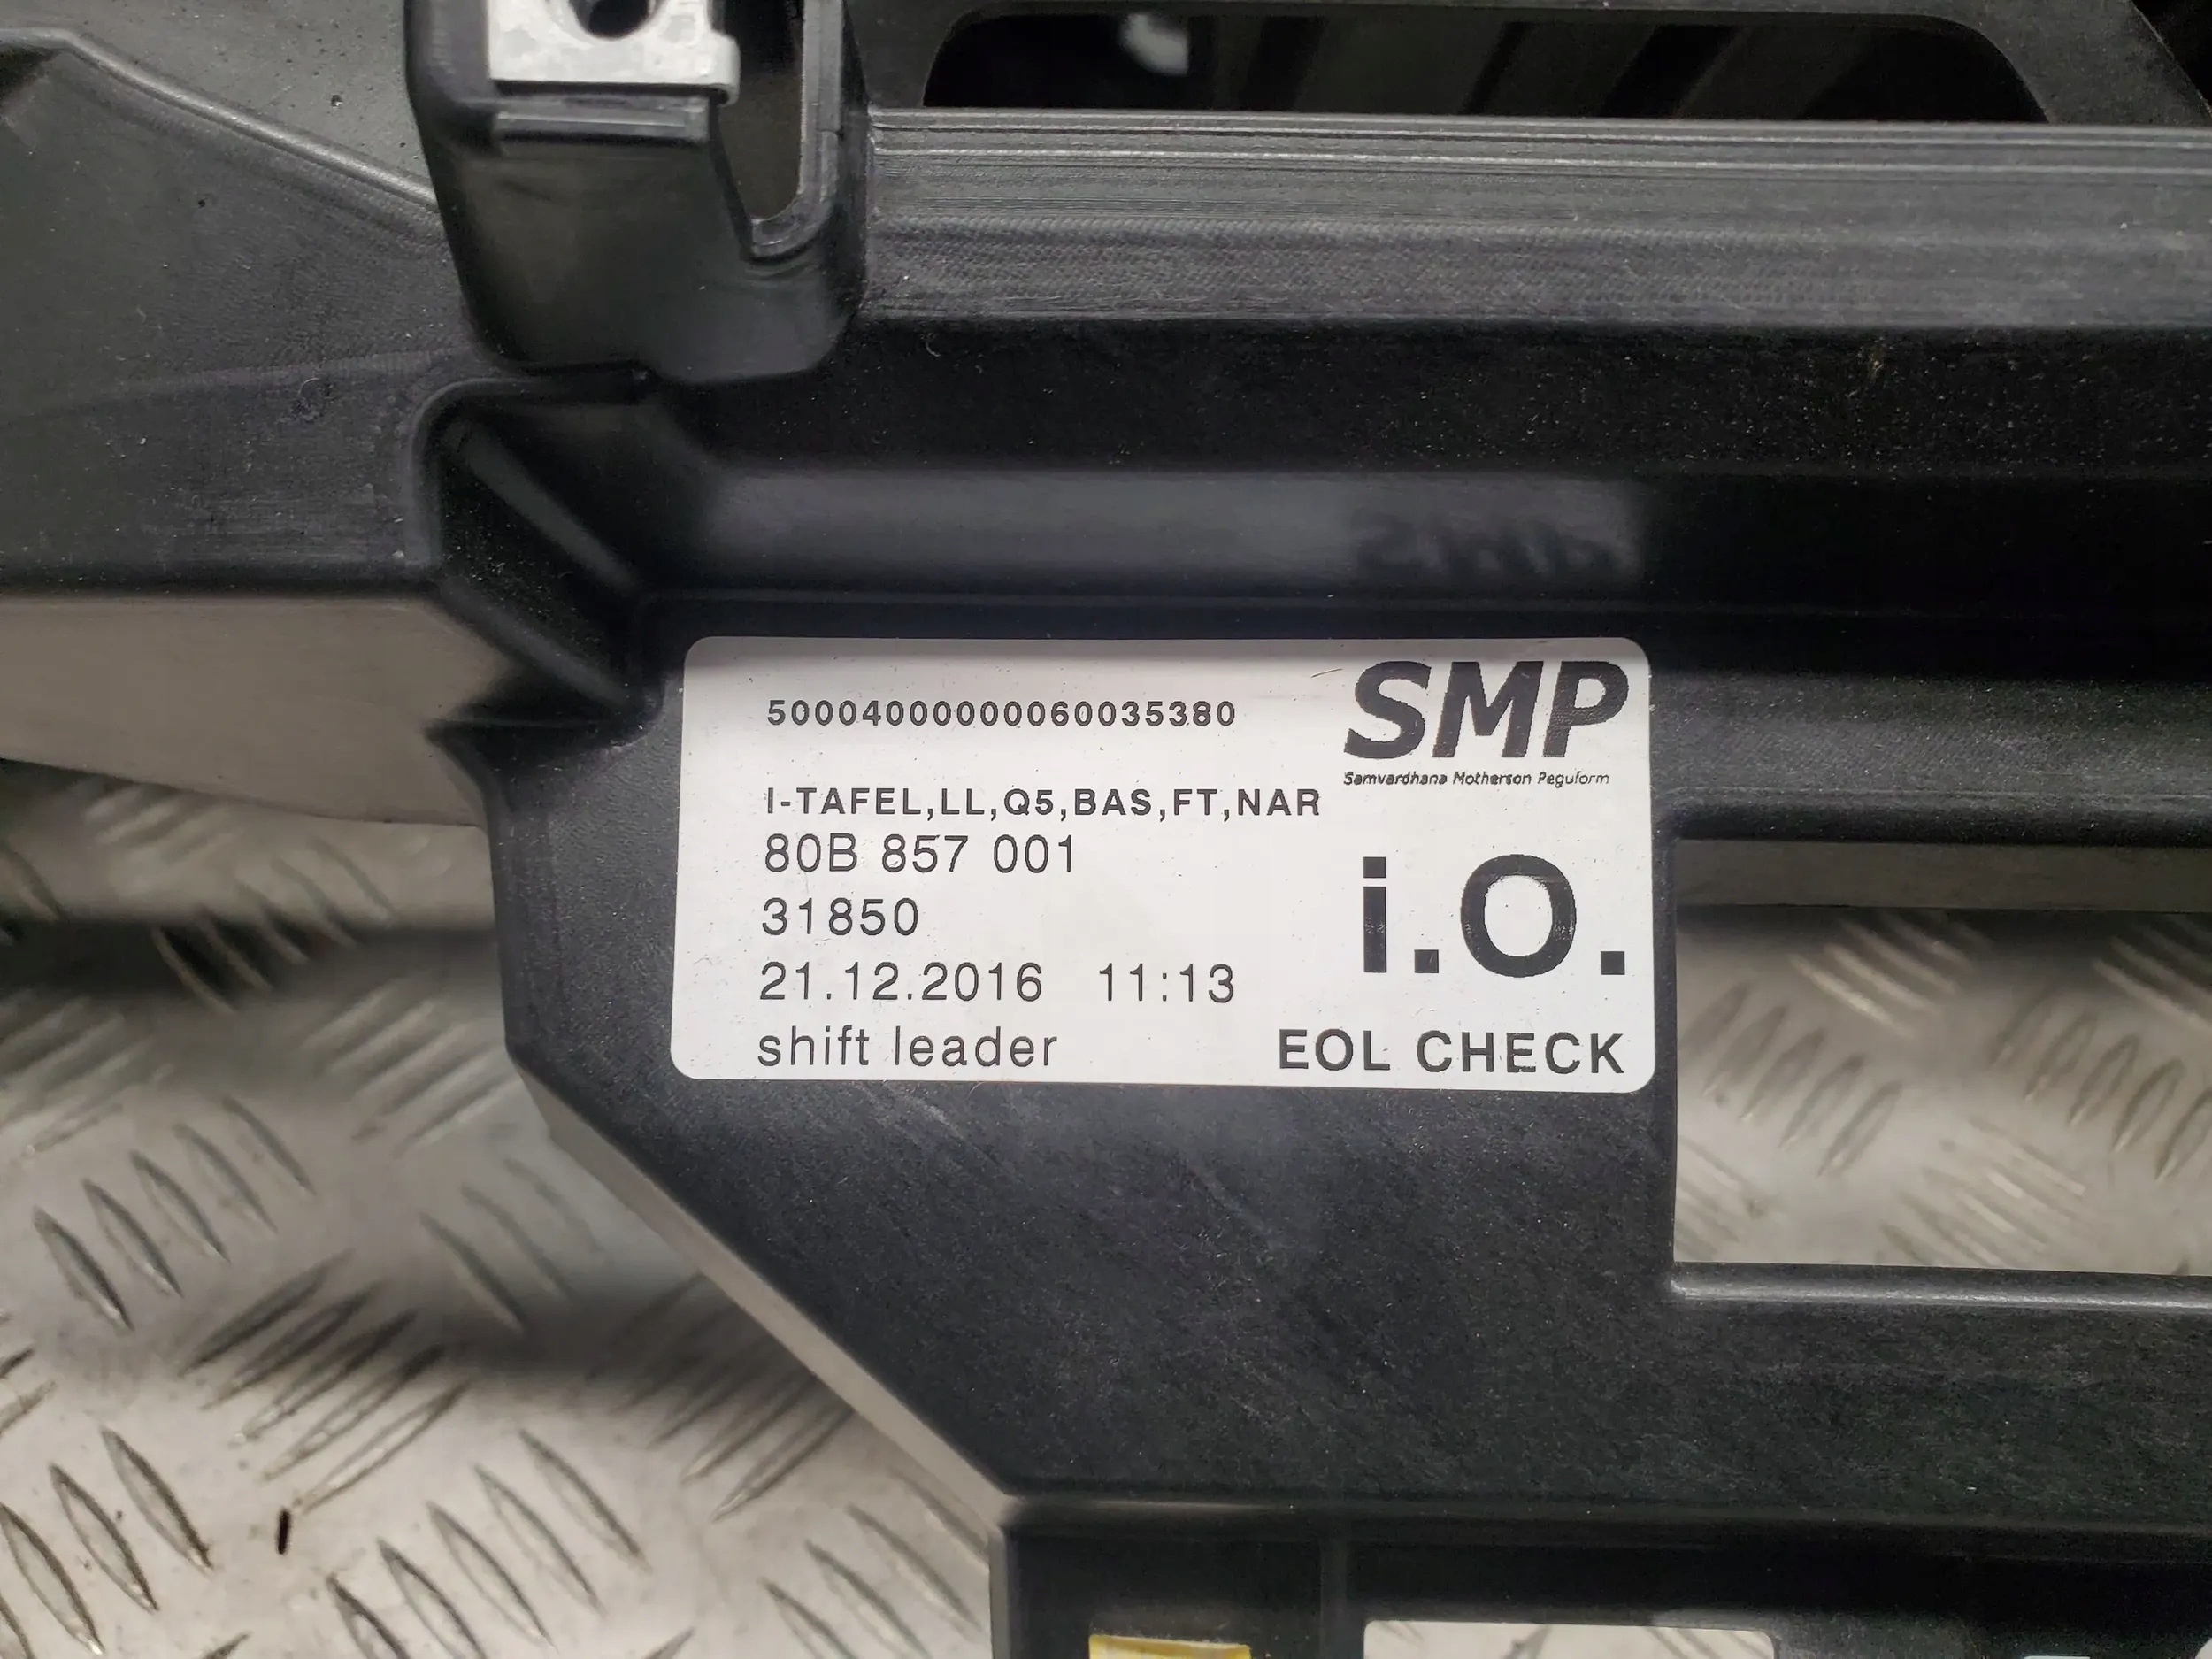 50004000000060035380
SMP
Samvardhana Motherson Peguform
I-TAFEL,LL,Q5,BAS,FT,NAR
80B 857 001
31850
i.O.
21.12.2016 11:13
shift leader
EOL CHECK